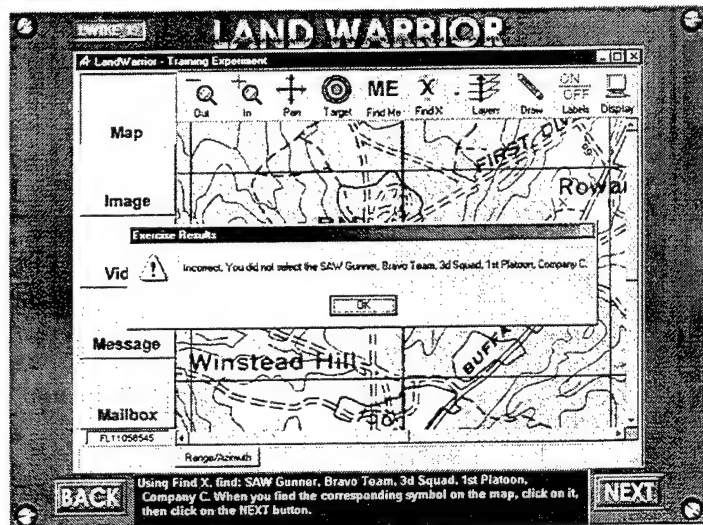 LAND WARRIOR
LandWarrior - Training Experiment
Out In Pan Target ME Find Me X Find X Layers Draw ON OFF Labels Display
Map
FIRST
Image
Exercise Results
Incorrect. You did not select the SAW Gunner, Bravo Team, 3d Squad, 1st Platoon, Company C.
OK
Message
Winstead Hill
BUFFA
Mailbox
FL11056545
Range/Azimuth
BACK
Using Find X, find: SAW Gunner, Bravo Team, 3d Squad, 1st Platoon,
Company C. When you find the corresponding symbol on the map, click on it,
then click on the NEXT button.
NEXT